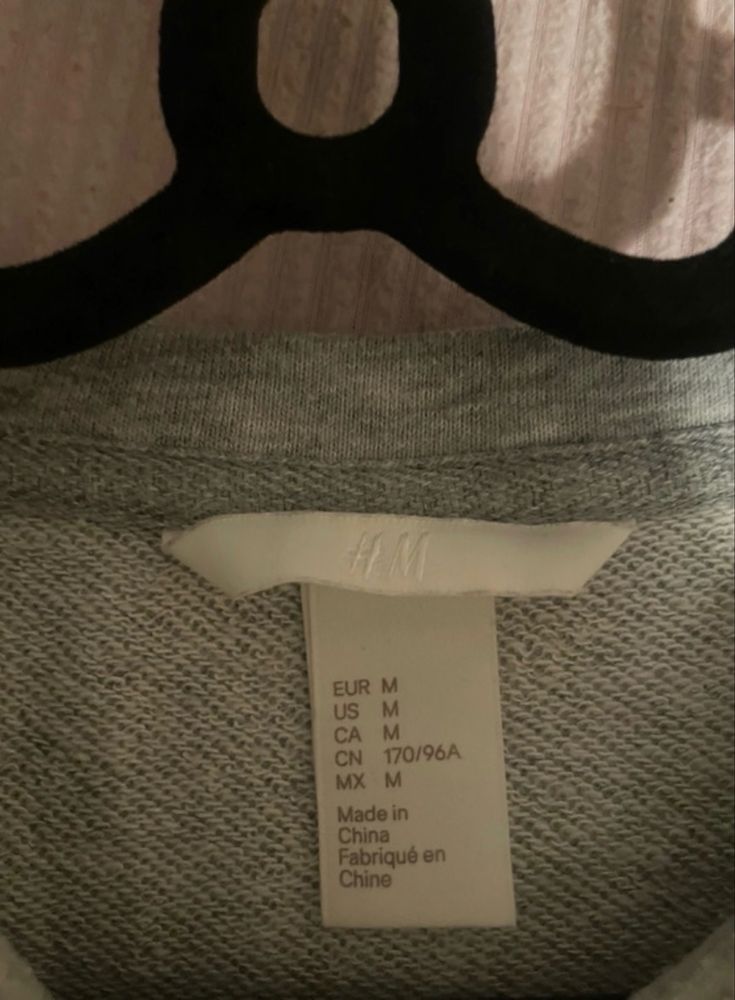 H&M
EUR M
US M
CA M
CN 170/96A
MX M
Made in
China
Fabriqué en
Chine